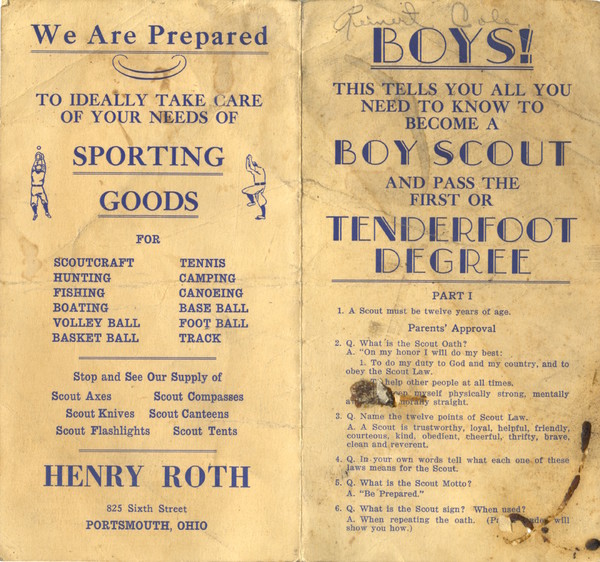 We Are Prepared
TO IDEALLY TAKE CARE
OF YOUR NEEDS OF
SPORTING
GOODS
FOR
SCOUTCRAFT TENNIS
HUNTING CAMPING
FISHING CANOEING
BOATING BASE BALL
VOLLEY BALL FOOT BALL
BASKET BALL TRACK
Stop and See Our Supply of
Scout Axes Scout Compasses
Scout Knives Scout Canteens
Scout Flashlights Scout Tents
HENRY ROTH
825 Sixth Street
PORTSMOUTH, OHIO
Cole
BOYS!
THIS TELLS YOU ALL YOU
NEED TO KNOW TO
BECOME A
BOY SCOUT
AND PASS THE
FIRST OR
TENDERFOOT
DEGREE
PART I
1. A Scout must be twelve years of age.
Parents' Approval
2. Q. What is the Scout Oath?
A. "On my honor I will do my best:
1. To do my duty to God and my country, and to
obey the Scout Law.
help other people at all times.
myself physically strong, mentally
straight.
3. Q. Name the twelve points of Scout Law.
A. A Scout is trustworthy, loyal, helpful, friendly,
courteous, kind, obedient, cheerful, thrifty, brave,
clean and reverent.
4. Q. In your own words tell what each one of these
laws means for the Scout.
5. Q. What is the Scout Motto?
A. "Be Prepared."
6. Q. What is the Scout sign? When used?
A. When repeating the oath. will
show you how.)